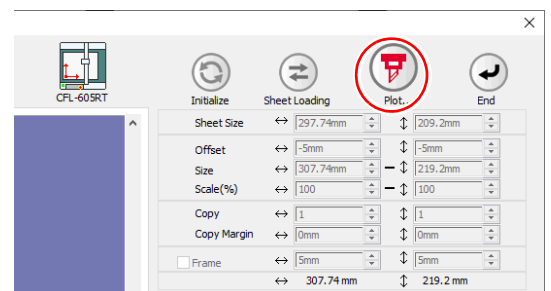 CFL-605RT
Initialize Sheet Loading Plot.. End
Sheet Size 297.74mm 209.2mm
Offset -5mm -5mm
Size 307.74mm 219.2mm
Scale(%) 100 100
Copy 1 1
Copy Margin 0mm 0mm
Frame 5mm 5mm
307.74 mm 219.2 mm